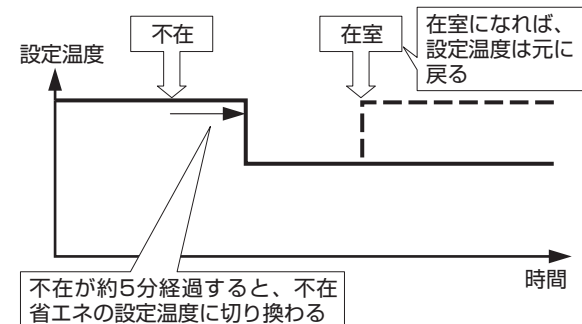 不在
在室
在室になれば、
設定温度は元に
戻る
設定温度
時間
不在が約5分経過すると、不在
省エネの設定温度に切り換わる